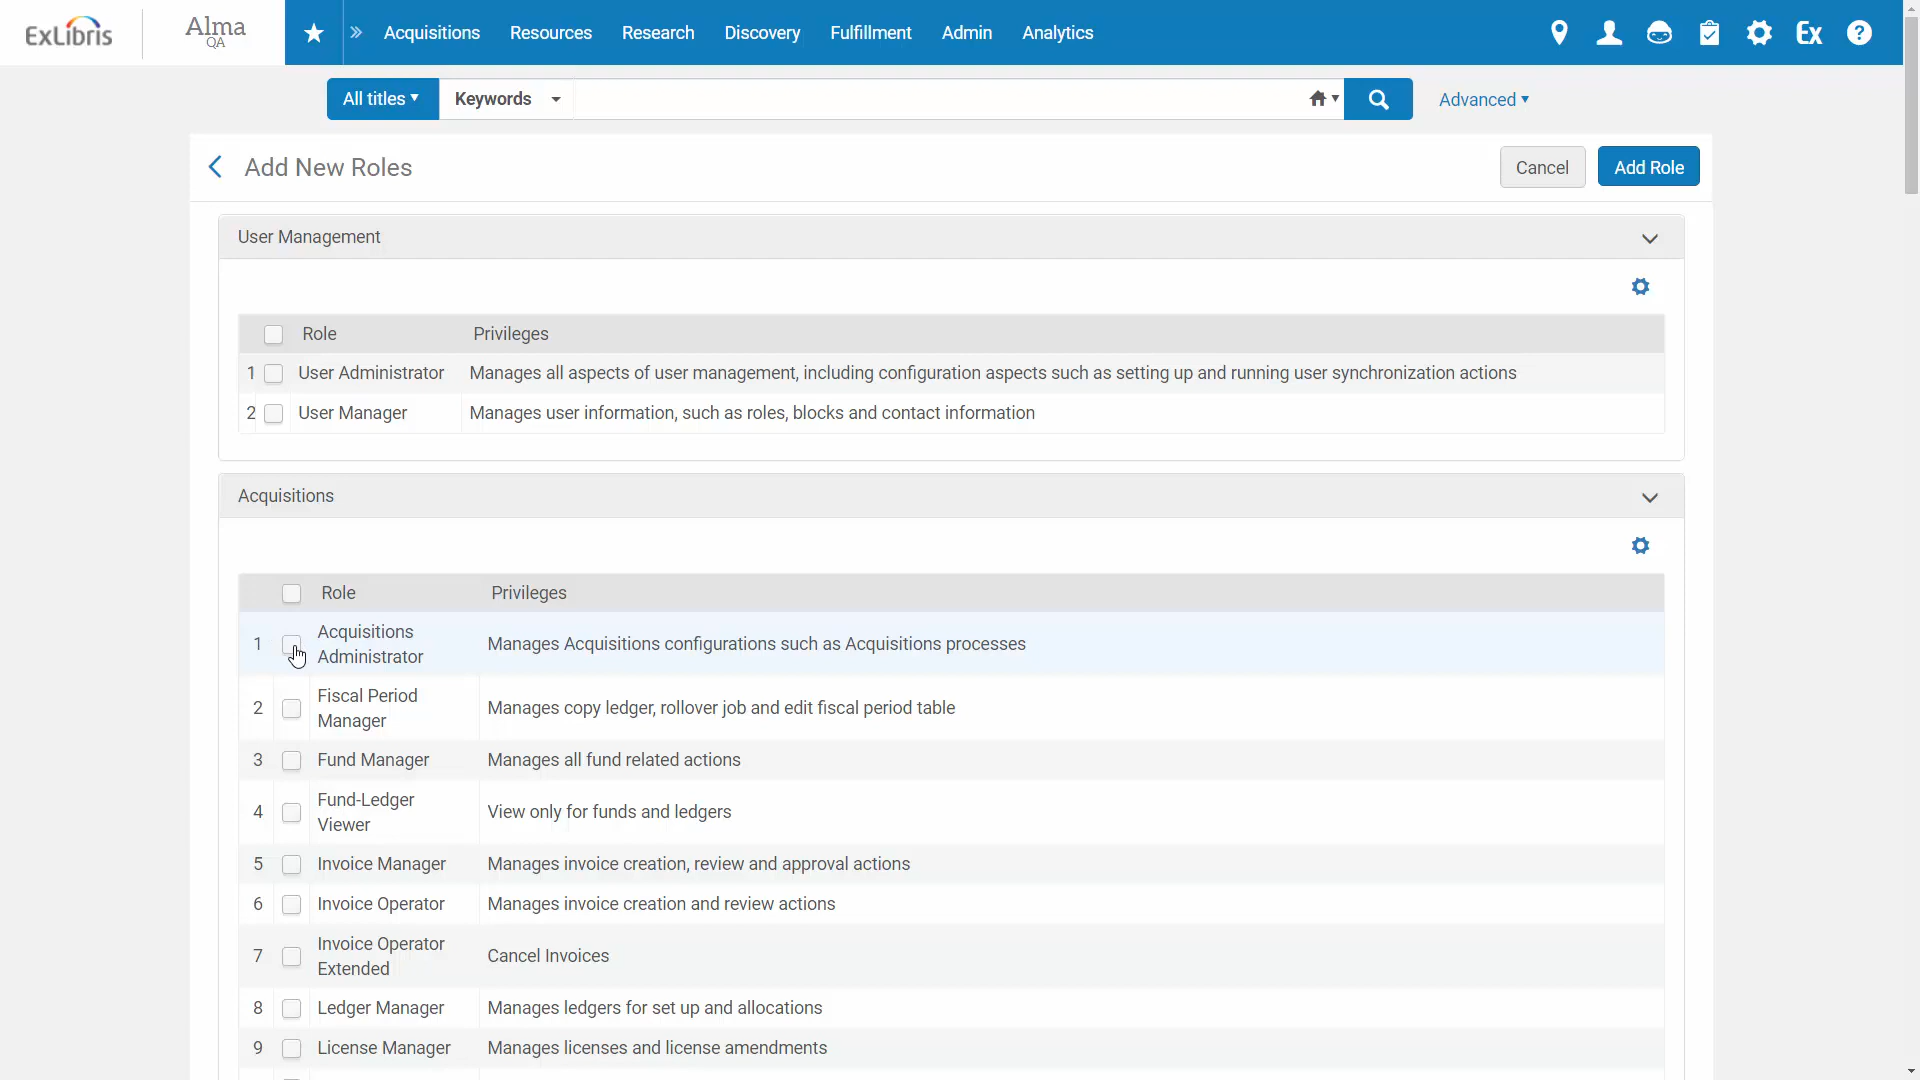 ExLibris
Alma
QA
Acquisitions Resources Research Discovery Fulfillment Admin Analytics
Ex
?
All titles Keywords Advanced
Add New Roles Cancel Add Role
User Management
Role Privileges
1 User Administrator Manages all aspects of user management, including configuration aspects such as setting up and running user synchronization actions
2 User Manager Manages user information, such as roles, blocks and contact information
Acquisitions
Role Privileges
1 Acquisitions Administrator Manages Acquisitions configurations such as Acquisitions processes
2 Fiscal Period Manager Manages copy ledger, rollover job and edit fiscal period table
3 Fund Manager Manages all fund related actions
4 Fund-Ledger Viewer View only for funds and ledgers
5 Invoice Manager Manages invoice creation, review and approval actions
6 Invoice Operator Manages invoice creation and review actions
7 Invoice Operator Extended Cancel Invoices
8 Ledger Manager Manages ledgers for set up and allocations
9 License Manager Manages licenses and license amendments